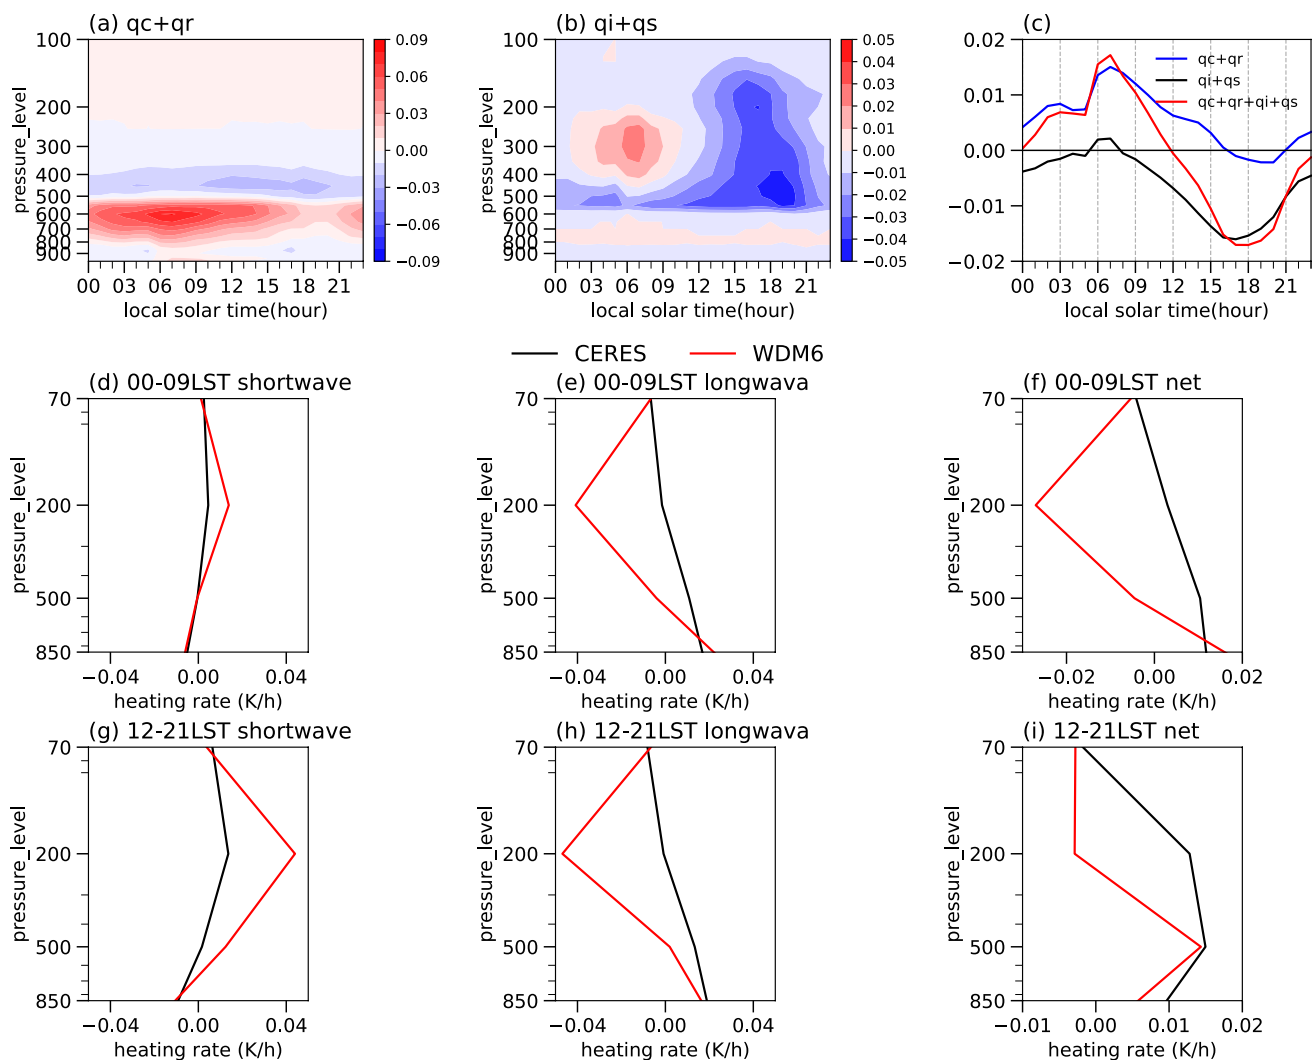 (a) qc+qr
100
200
300
400
500
600
700
800
900
pressure_level
00 03 06 09 12 15 18 21
local solar time(hour)
0.09
0.06
0.03
0.00
−0.03
−0.06
−0.09
(b) qi+qs
100
200
300
400
500
600
700
800
900
pressure_level
00 03 06 09 12 15 18 21
local solar time(hour)
0.05
0.04
0.03
0.02
0.01
0.00
−0.01
−0.02
−0.03
−0.04
−0.05
(c)
0.02
0.01
0.00
−0.01
−0.02
qc+qr
qi+qs
qc+qr+qi+qs
00 03 06 09 12 15 18 21
local solar time(hour)
CERES WDM6
(d) 00-09LST shortwave
70
200
500
850
pressure_level
−0.04 0.00 0.04
heating rate (K/h)
(e) 00-09LST longwava
70
200
500
850
pressure_level
−0.04 0.00 0.04
heating rate (K/h)
(f) 00-09LST net
70
200
500
850
pressure_level
−0.02 0.00 0.02
heating rate (K/h)
(g) 12-21LST shortwave
70
200
500
850
pressure_level
−0.04 0.00 0.04
heating rate (K/h)
(h) 12-21LST longwava
70
200
500
850
pressure_level
−0.04 0.00 0.04
heating rate (K/h)
(i) 12-21LST net
70
200
500
850
pressure_level
−0.01 0.00 0.01 0.02
heating rate (K/h)